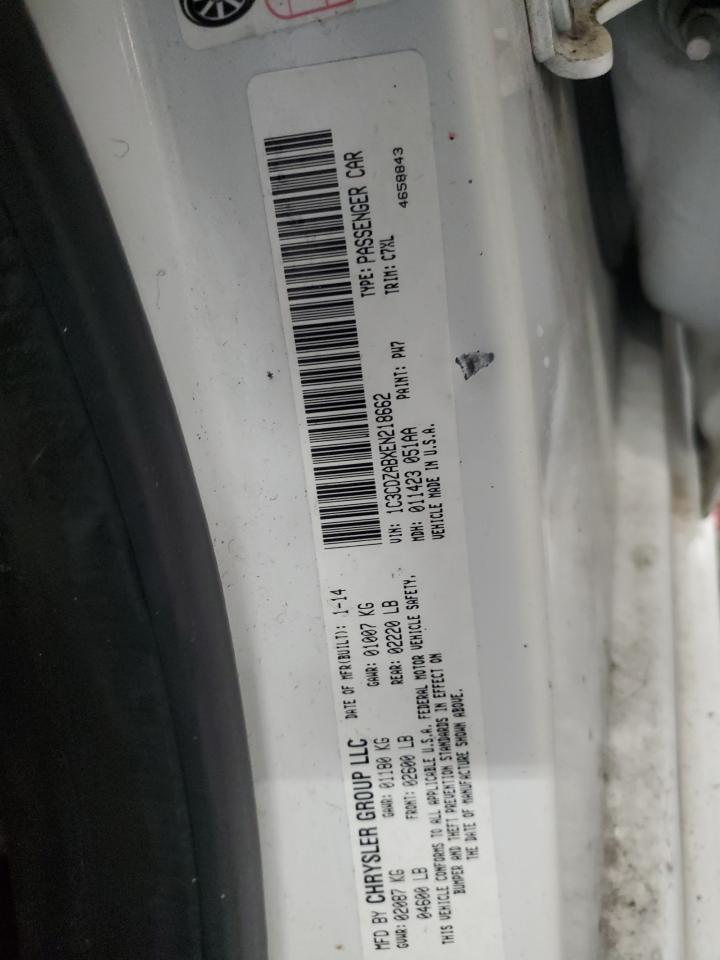 MFD BY CHRYSLER GROUP LLC DATE OF MFR(BUILT): 1-14
GVWR: 02087 KG GAWR: 01180 KG GAWR: 01007 KG
04600 LB FRONT: 02600 LB REAR: 02220 LB
THIS VEHICLE CONFORMS TO ALL APPLICABLE U.S.A. FEDERAL MOTOR VEHICLE SAFETY,
BUMPER AND THEFT PREVENTION STANDARDS IN EFFECT ON
THE DATE OF MANUFACTURE SHOWN ABOVE.
VIN: 1C3CDZABXEN218662 TYPE: PASSENGER CAR
MDH: 011423 051AA PAINT: PW7 TRIM: C7XL
VEHICLE MADE IN U.S.A. 4658843